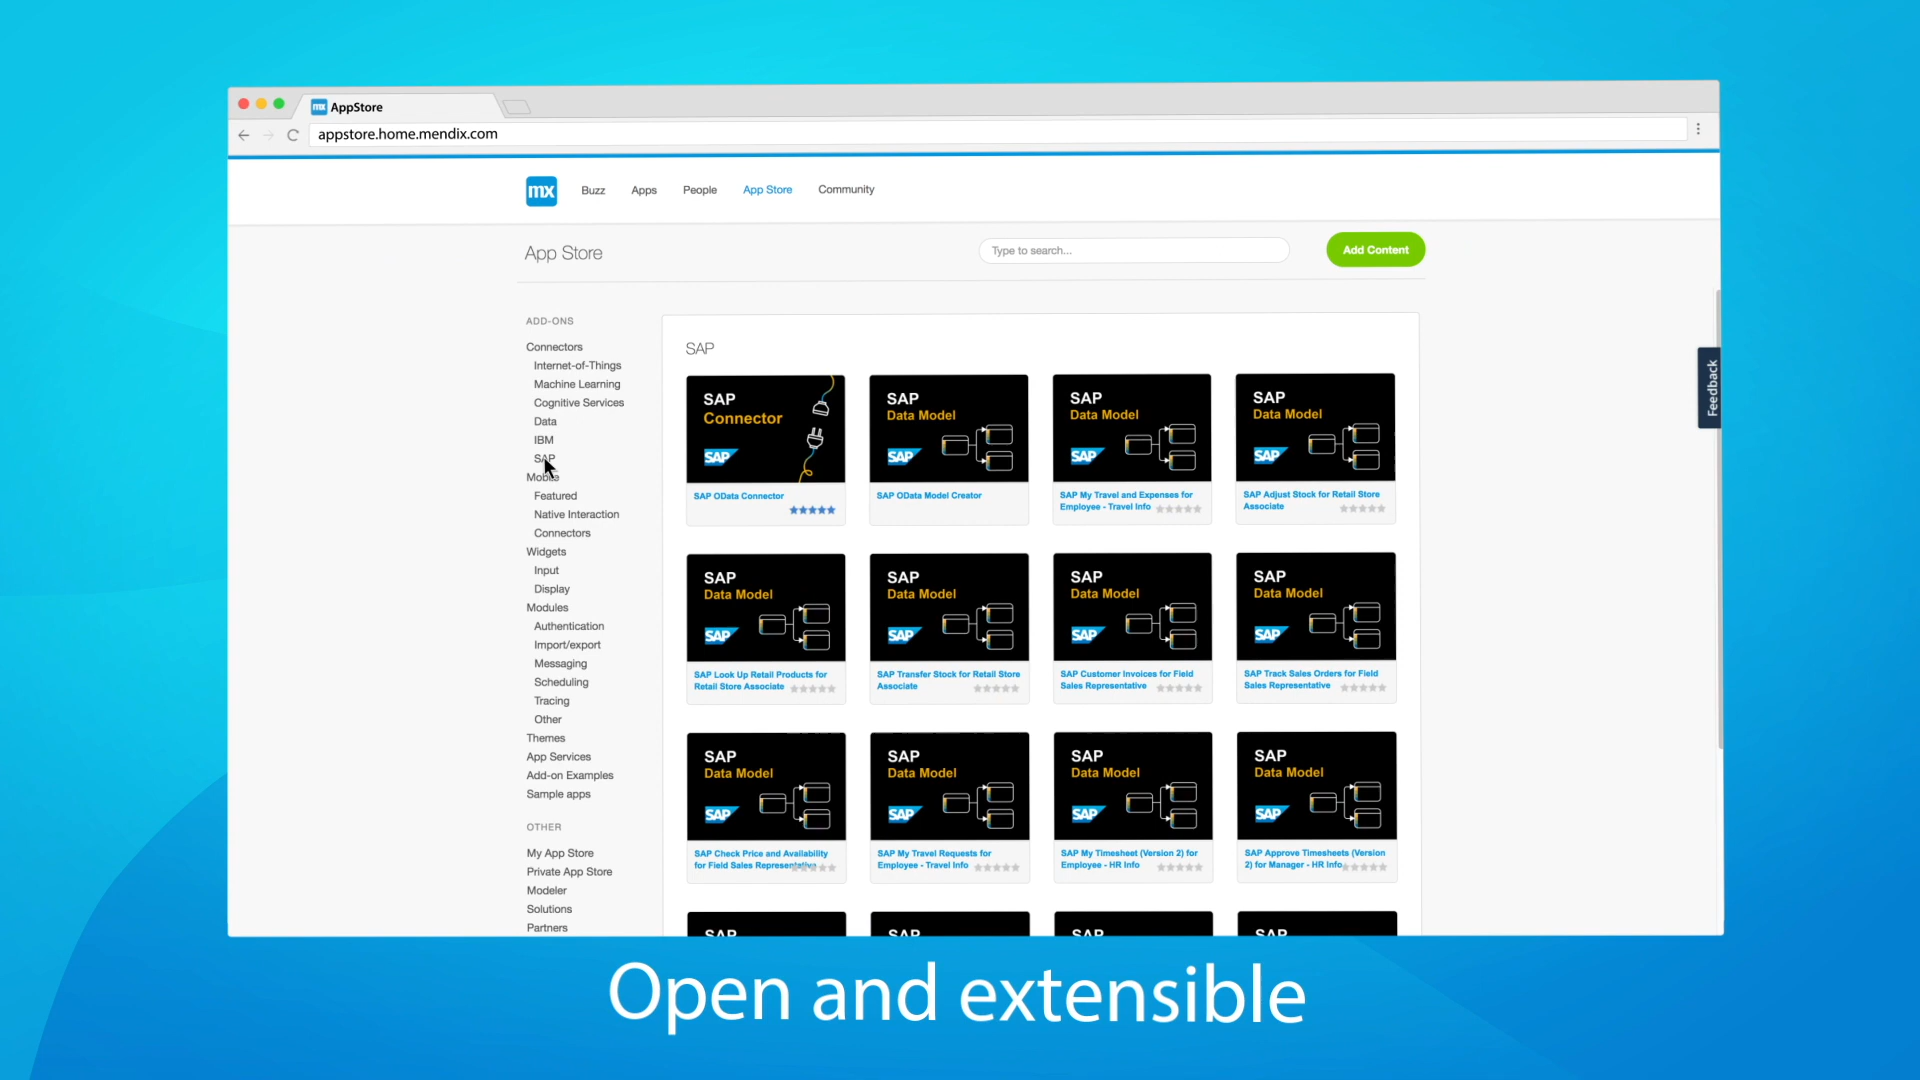 mx AppStore
appstore.home.mendix.com
mx Buzz Apps People App Store Community
App Store
Type to search...
Add Content
Feedback
ADD-ONS
Connectors
Internet-of-Things
Machine Learning
Cognitive Services
Data
IBM
SAP
Mobile
Featured
Native Interaction
Connectors
Widgets
Input
Display
Modules
Authentication
Import/export
Messaging
Scheduling
Tracing
Other
Themes
App Services
Add-on Examples
Sample apps
OTHER
My App Store
Private App Store
Modeler
Solutions
Partners
SAP
SAP
Connector
SAP
SAP OData Connector
SAP
Data Model
SAP
SAP OData Model Creator
SAP
Data Model
SAP
SAP My Travel and Expenses for
Employee - Travel Info
SAP
Data Model
SAP
SAP Adjust Stock for Retail Store
Associate
SAP
Data Model
SAP
SAP Look Up Retail Products for
Retail Store Associate
SAP
Data Model
SAP
SAP Transfer Stock for Retail Store
Associate
SAP
Data Model
SAP
SAP Customer Invoices for Field
Sales Representative
SAP
Data Model
SAP
SAP Track Sales Orders for Field
Sales Representative
SAP
Data Model
SAP
SAP Check Price and Availability
for Field Sales Representative
SAP
Data Model
SAP
SAP My Travel Requests for
Employee - Travel Info
SAP
Data Model
SAP
SAP My Timesheet (Version 2) for
Employee - HR Info
SAP
Data Model
SAP
SAP Approve Timesheets (Version
2) for Manager - HR Info
SAP
SAP
SAP
SAP
Open and extensible